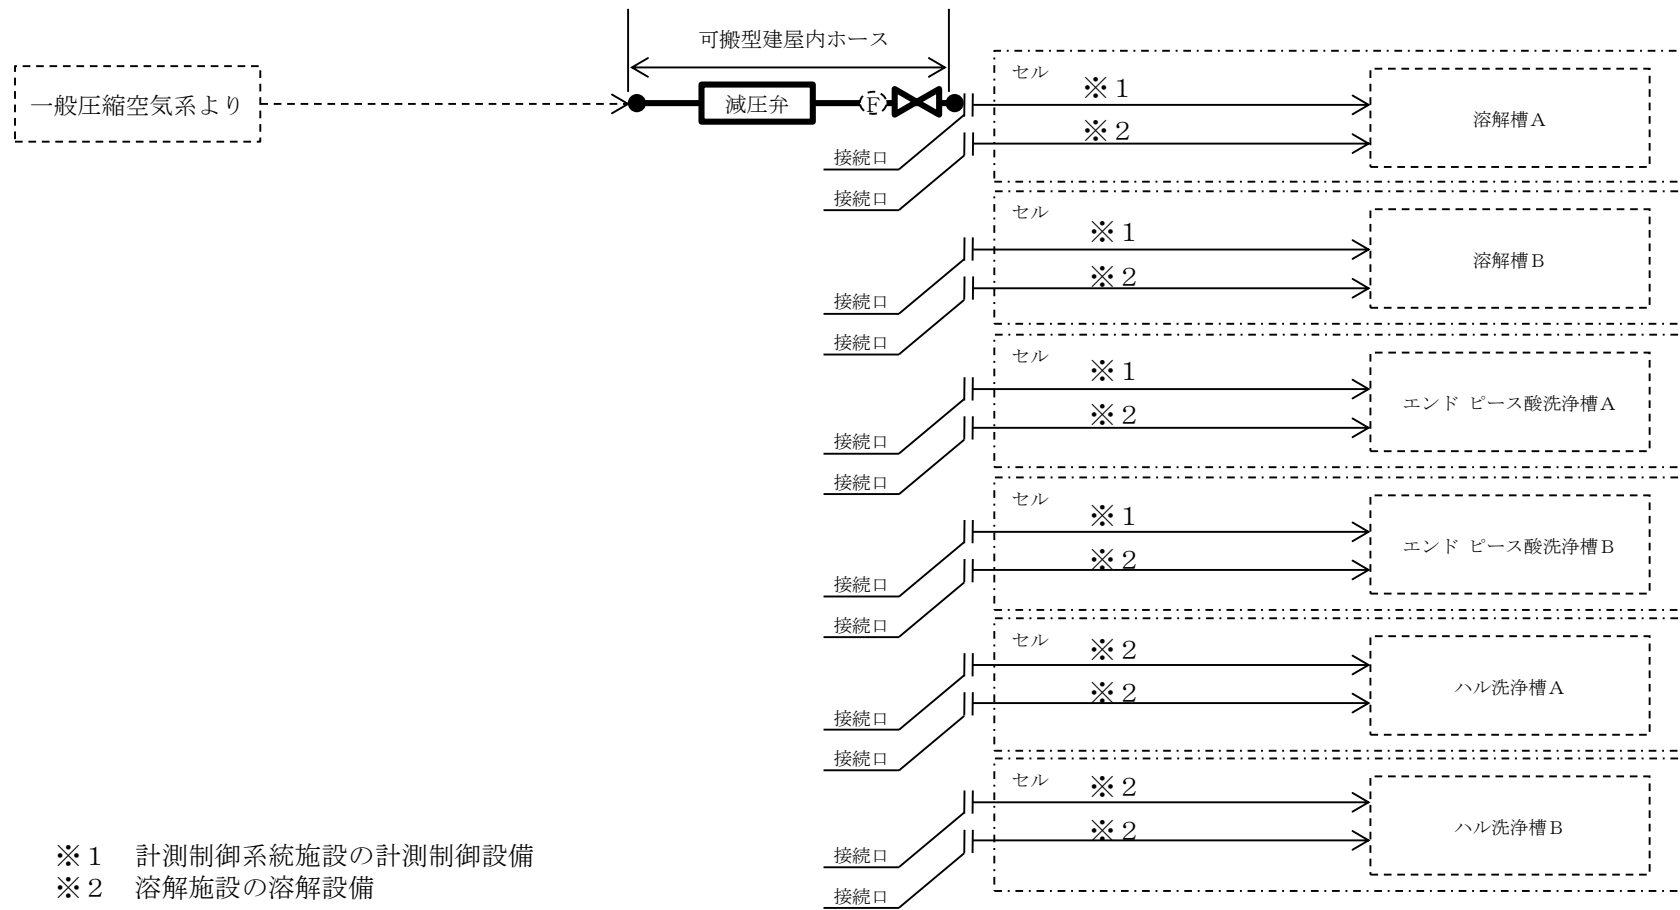 可搬型建屋内ホース
一般圧縮空気系より
減圧弁
F
セル
※1
※2
溶解槽A
接続口
接続口
セル
※1
※2
溶解槽B
接続口
接続口
セル
※1
※2
エンド ピース酸洗浄槽A
接続口
接続口
セル
※1
※2
エンド ピース酸洗浄槽B
接続口
接続口
セル
※2
※2
ハル洗浄槽A
接続口
接続口
セル
※2
※2
ハル洗浄槽B
接続口
接続口
※1 計測制御系統施設の計測制御設備
※2 溶解施設の溶解設備